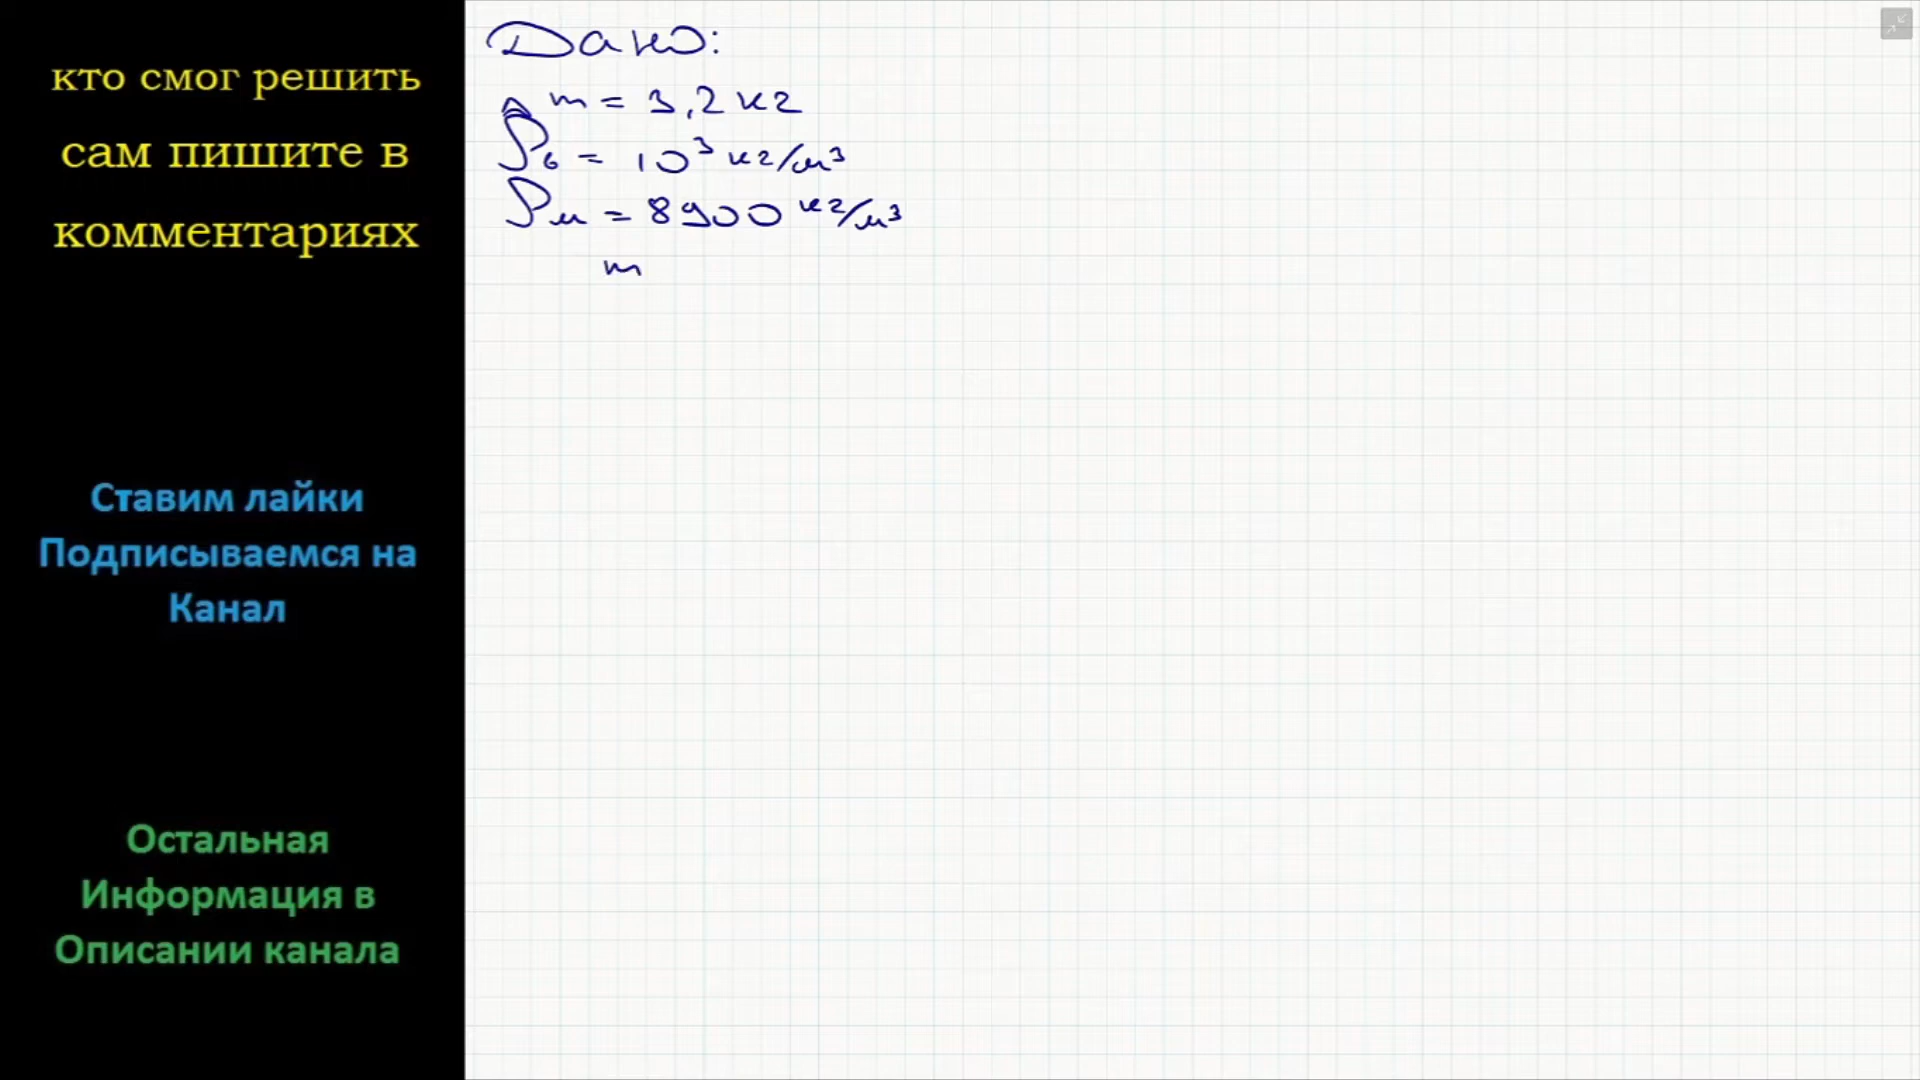 кто смог решить
сам пишите в
комментариях
Ставим лайки
Подписываемся на
Канал
Остальная
Информация в
Описании канала
Дано:
m = 3,2 кг
ρв = 10³ кг/м³
ρм = 8900 кг/м³
m